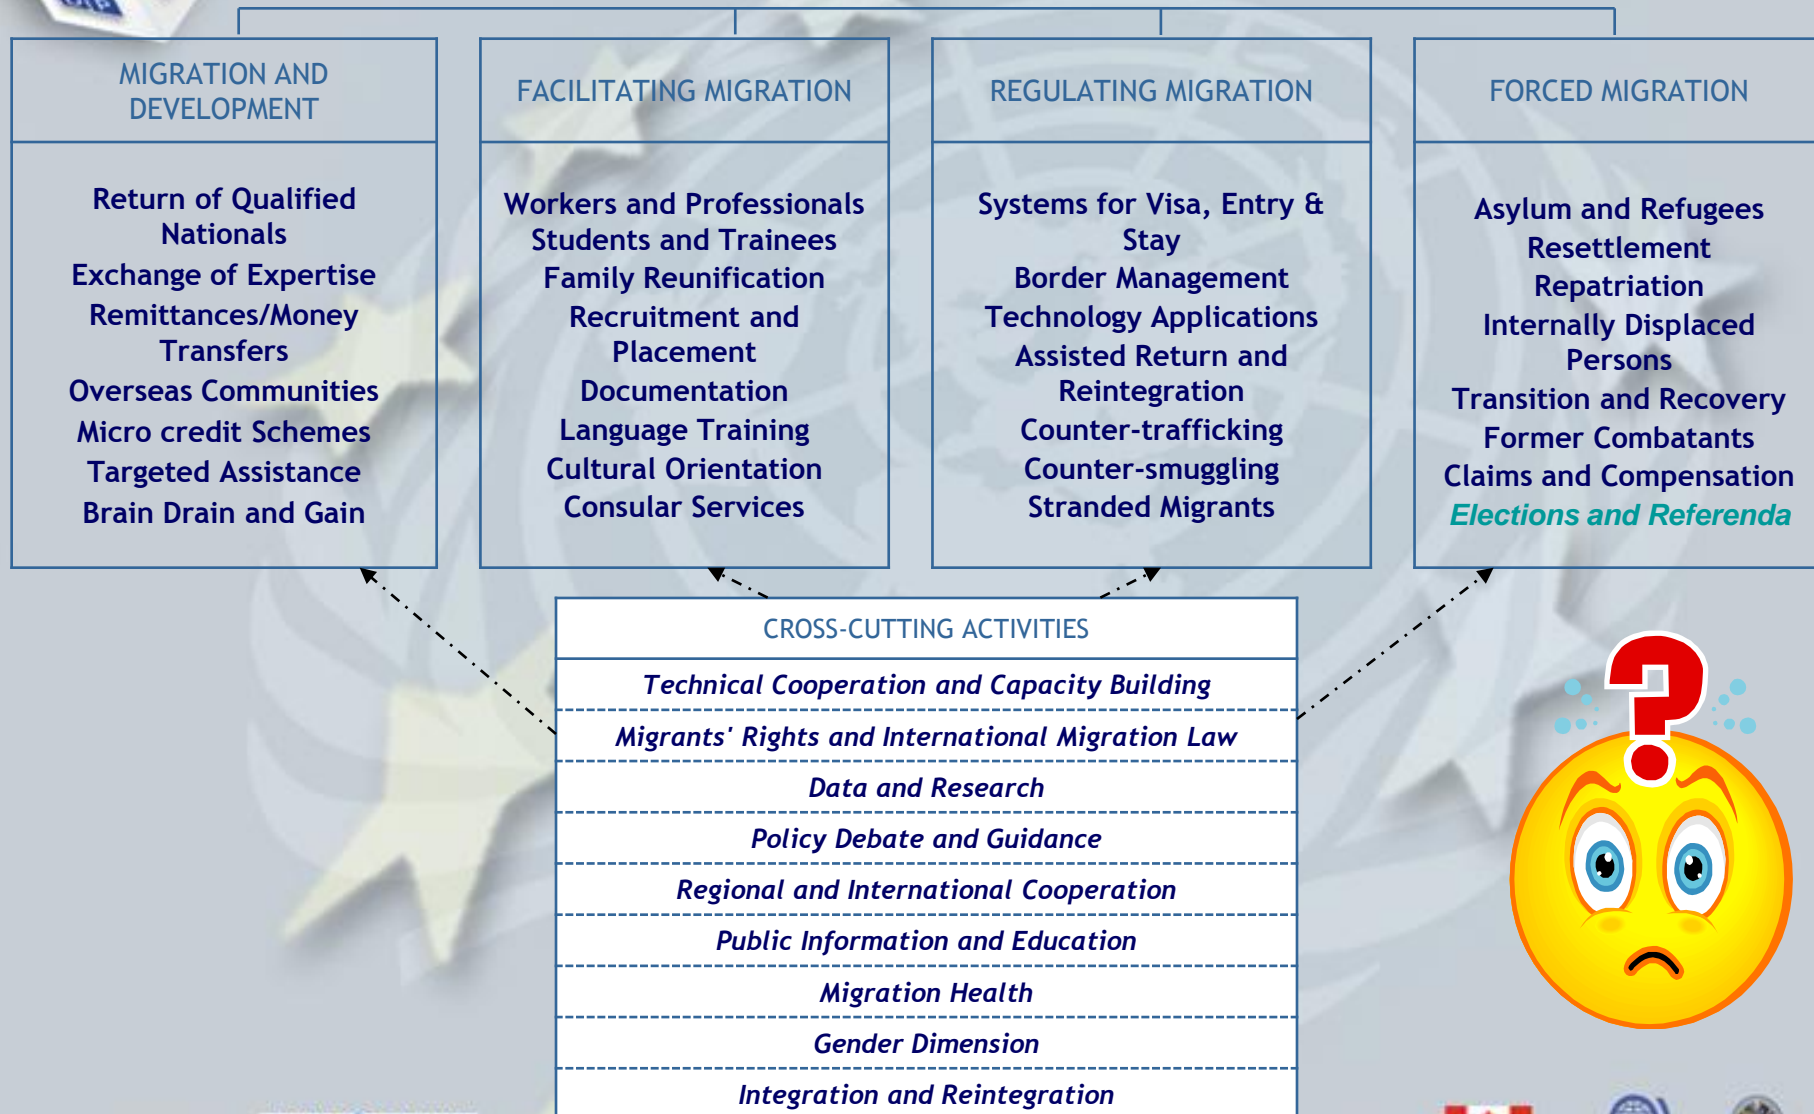 MIGRATION AND
DEVELOPMENT
Return of Qualified
Nationals
Exchange of Expertise
Remittances/Money
Transfers
Overseas Communities
Micro credit Schemes
Targeted Assistance
Brain Drain and Gain
FACILITATING MIGRATION
Workers and Professionals
Students and Trainees
Family Reunification
Recruitment and
Placement
Documentation
Language Training
Cultural Orientation
Consular Services
REGULATING MIGRATION
Systems for Visa, Entry &
Stay
Border Management
Technology Applications
Assisted Return and
Reintegration
Counter-trafficking
Counter-smuggling
Stranded Migrants
FORCED MIGRATION
Asylum and Refugees
Resettlement
Repatriation
Internally Displaced
Persons
Transition and Recovery
Former Combatants
Claims and Compensation
Elections and Referenda
CROSS-CUTTING ACTIVITIES
Technical Cooperation and Capacity Building
Migrants' Rights and International Migration Law
Data and Research
Policy Debate and Guidance
Regional and International Cooperation
Public Information and Education
Migration Health
Gender Dimension
Integration and Reintegration
?